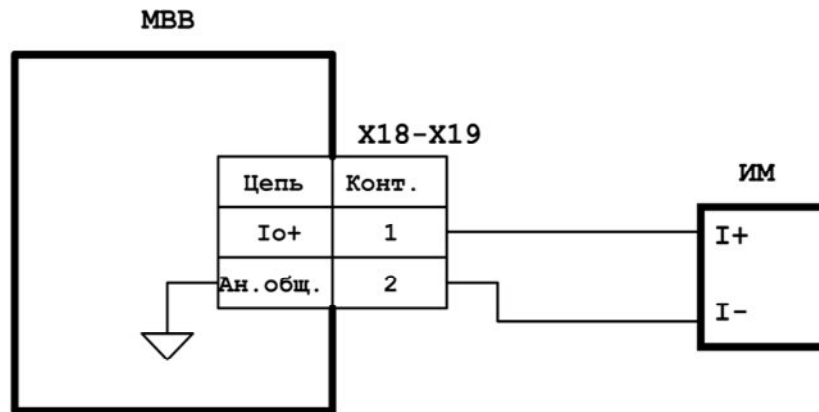 МВВ
X18-X19
Цепь Конт.
Io+ 1
Ан.общ. 2
ИМ
I+
I-